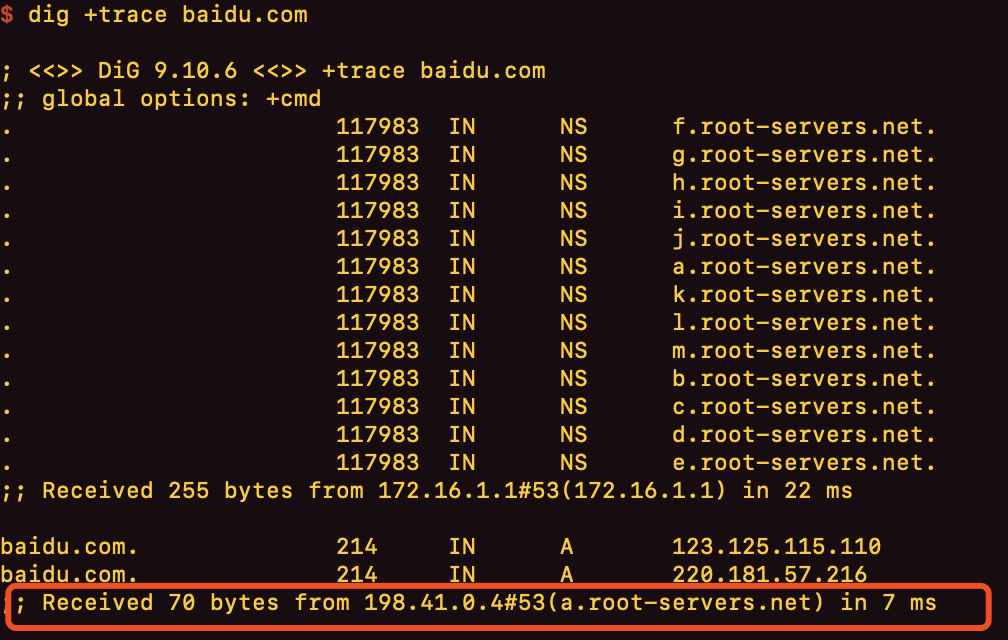 $ dig +trace baidu.com
; <<>> DiG 9.10.6 <<>> +trace baidu.com
;; global options: +cmd
. 117983 IN NS f.root-servers.net.
. 117983 IN NS g.root-servers.net.
. 117983 IN NS h.root-servers.net.
. 117983 IN NS i.root-servers.net.
. 117983 IN NS j.root-servers.net.
. 117983 IN NS a.root-servers.net.
. 117983 IN NS k.root-servers.net.
. 117983 IN NS l.root-servers.net.
. 117983 IN NS m.root-servers.net.
. 117983 IN NS b.root-servers.net.
. 117983 IN NS c.root-servers.net.
. 117983 IN NS d.root-servers.net.
. 117983 IN NS e.root-servers.net.
;; Received 255 bytes from 172.16.1.1#53(172.16.1.1) in 22 ms
baidu.com. 214 IN A 123.125.115.110
baidu.com. 214 IN A 220.181.57.216
;; Received 70 bytes from 198.41.0.4#53(a.root-servers.net) in 7 ms